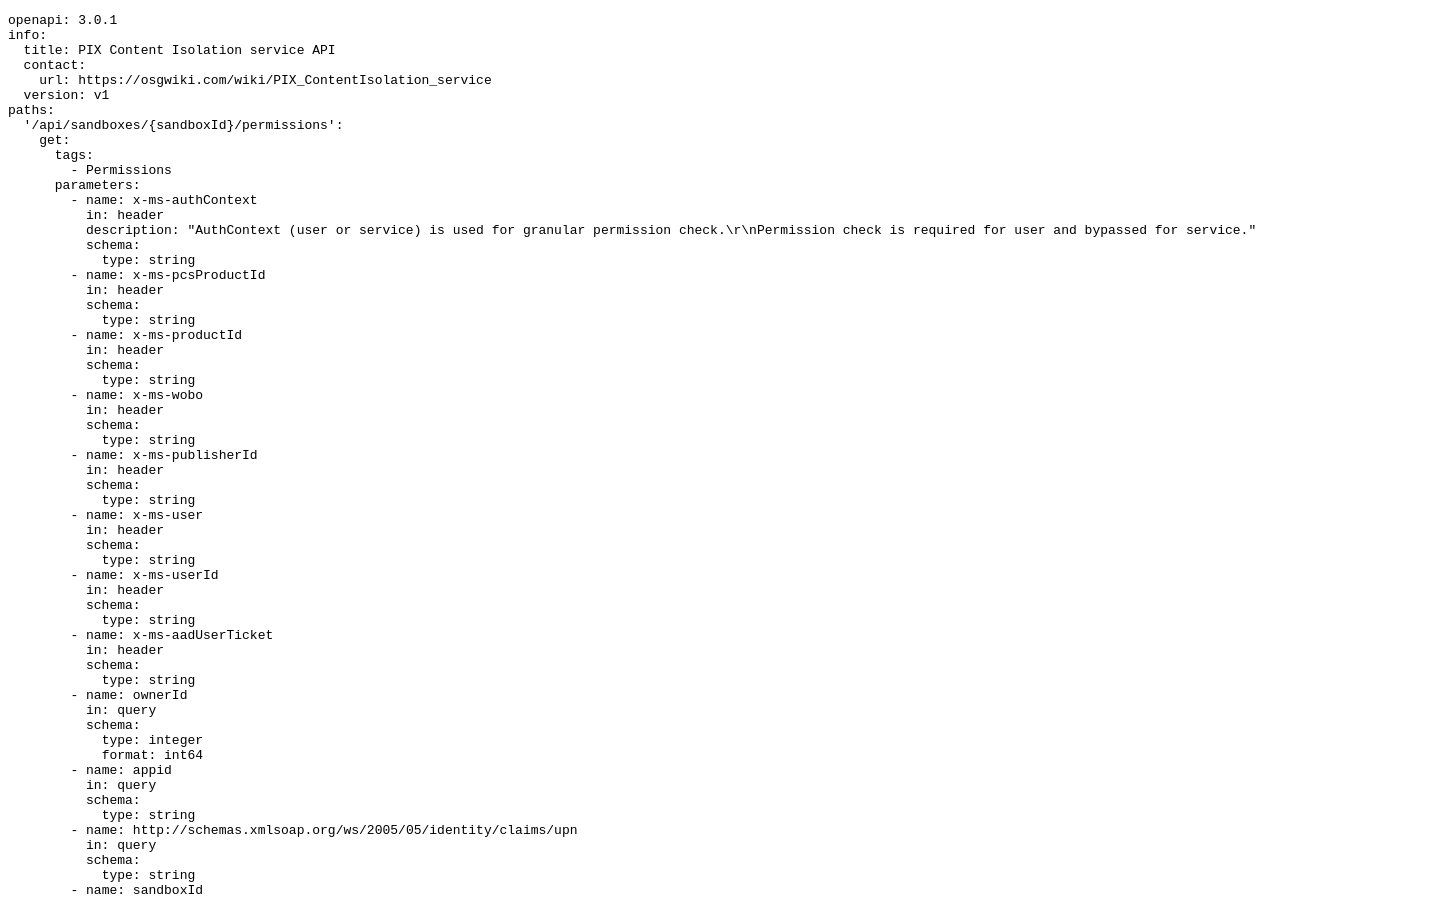 openapi: 3.0.1
info:
  title: PIX Content Isolation service API
  contact:
    url: https://osgwiki.com/wiki/PIX_ContentIsolation_service
  version: v1
paths:
  '/api/sandboxes/{sandboxId}/permissions':
    get:
      tags:
        - Permissions
      parameters:
        - name: x-ms-authContext
          in: header
          description: "AuthContext (user or service) is used for granular permission check.\r\nPermission check is required for user and bypassed for service."
          schema:
            type: string
        - name: x-ms-pcsProductId
          in: header
          schema:
            type: string
        - name: x-ms-productId
          in: header
          schema:
            type: string
        - name: x-ms-wobo
          in: header
          schema:
            type: string
        - name: x-ms-publisherId
          in: header
          schema:
            type: string
        - name: x-ms-user
          in: header
          schema:
            type: string
        - name: x-ms-userId
          in: header
          schema:
            type: string
        - name: x-ms-aadUserTicket
          in: header
          schema:
            type: string
        - name: ownerId
          in: query
          schema:
            type: integer
            format: int64
        - name: appid
          in: query
          schema:
            type: string
        - name: http://schemas.xmlsoap.org/ws/2005/05/identity/claims/upn
          in: query
          schema:
            type: string
        - name: sandboxId